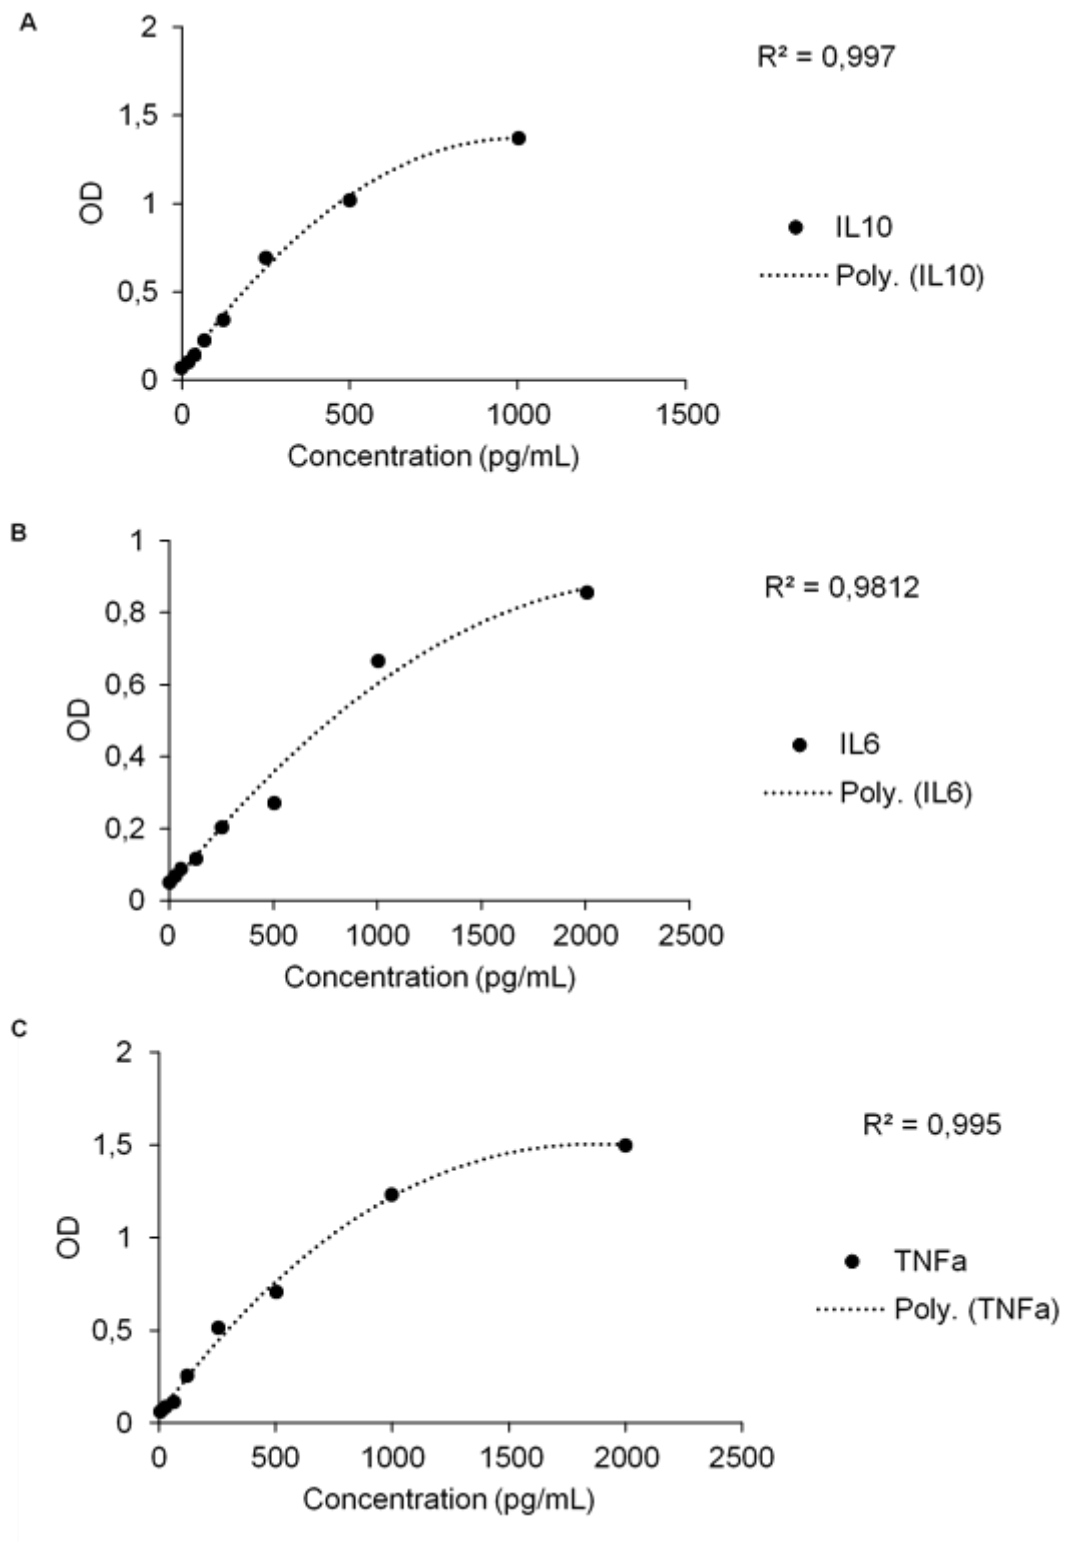 A
2
R² = 0,997
1,5
OD
1
IL10
Poly. (IL10)
0,5
0
0 500 1000 1500
Concentration (pg/mL)
B
1
R² = 0,9812
0,8
0,6
OD
IL6
0,4
Poly. (IL6)
0,2
0
0 500 1000 1500 2000 2500
Concentration (pg/mL)
C
2
R² = 0,995
1,5
OD
1
TNFa
Poly. (TNFa)
0,5
0
0 500 1000 1500 2000 2500
Concentration (pg/mL)